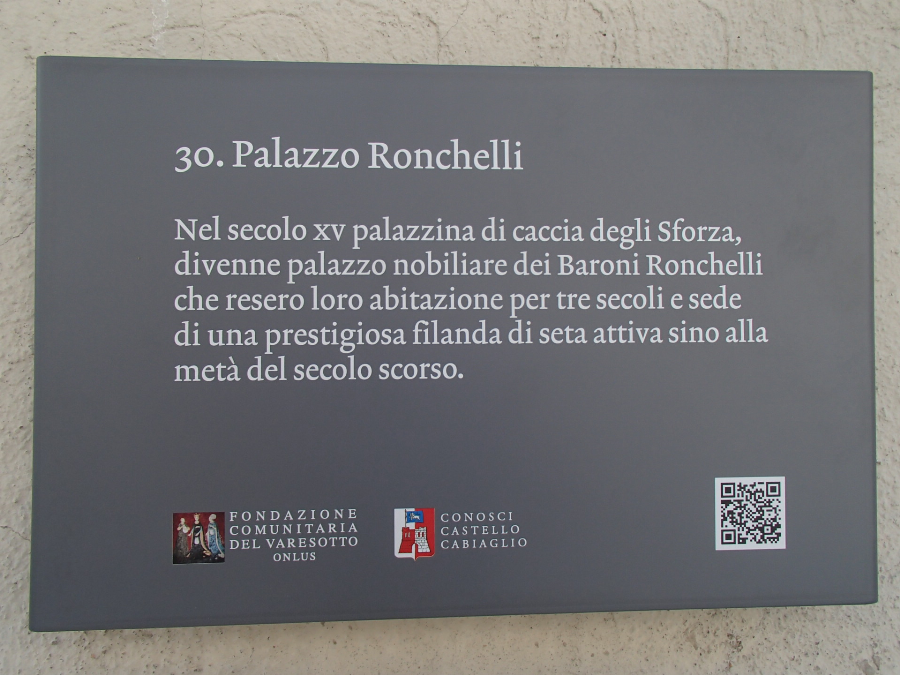 30. Palazzo Ronchelli
Nel secolo XV palazzina di caccia degli Sforza,
divenne palazzo nobiliare dei Baroni Ronchelli
che resero loro abitazione per tre secoli e sede
di una prestigiosa filanda di seta attiva sino alla
metà del secolo scorso.
FONDAZIONE
COMUNITARIA
DEL VARESOTTO
ONLUS
CONOSCI
CASTELLO
CABIAGLIO